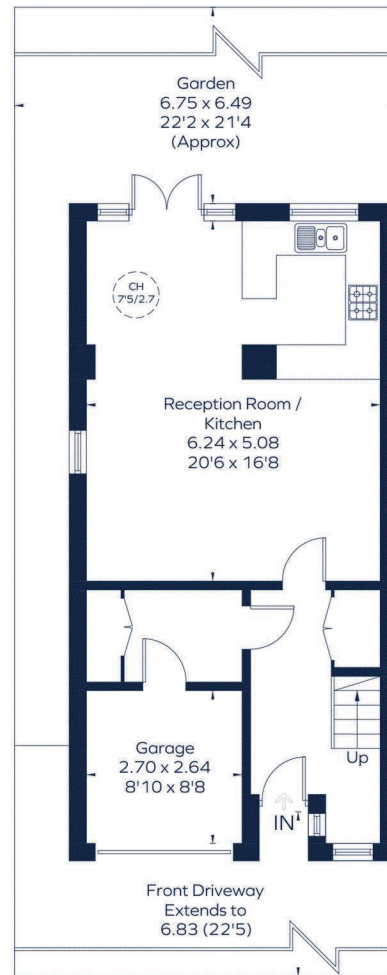 Garden
6.75 x 6.49
22'2 x 21'4
(Approx)
CH
7'5/2.7
Reception Room /
Kitchen
6.24 x 5.08
20'6 x 16'8
Garage
2.70 x 2.64
8'10 x 8'8
Up
IN
Front Driveway
Extends to
6.83 (22'5)